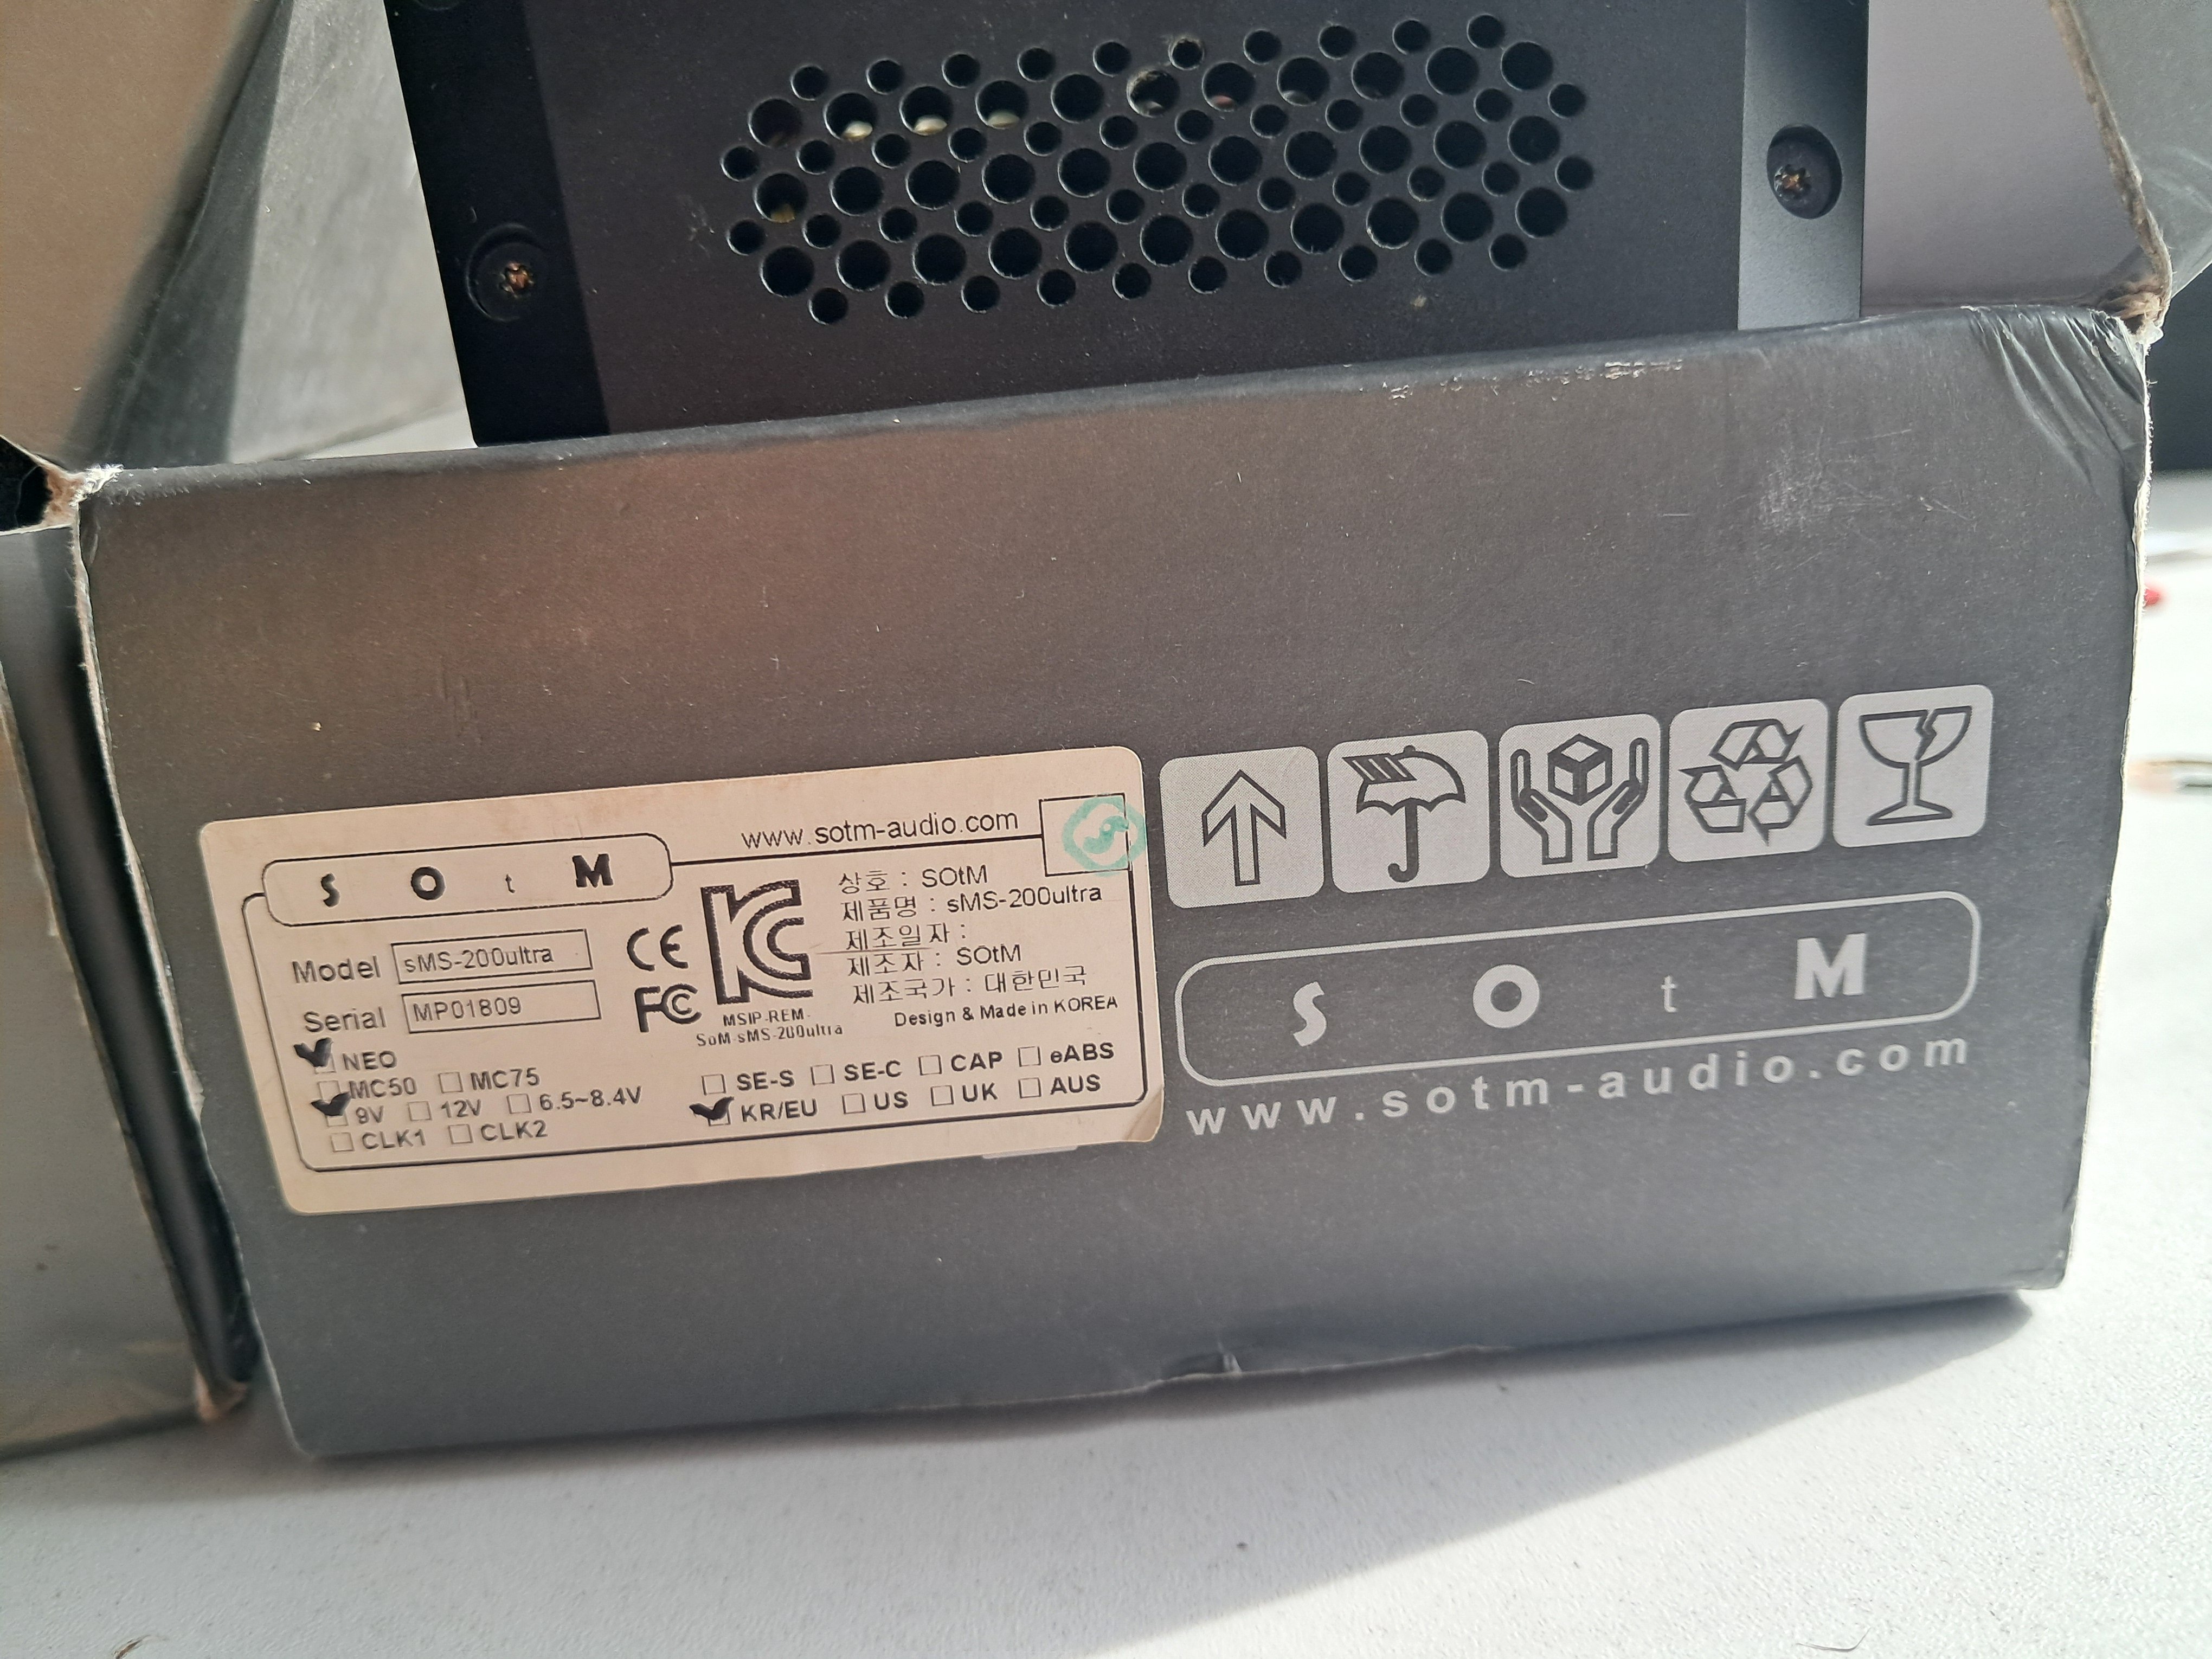 www.sotm-audio.com
SOtM
상호 : SOtM
제품명 : sMS-200ultra
제조일자 :
제조자 : SOtM
제조국가 : 대한민국
Design & Made in KOREA
Model sMS-200ultra
Serial MP01809
CE
FC
KC
MSIP-REM-
SoM-sMS-200ultra
NEO
MC50 MC75
9V 12V 6.5~8.4V
CLK1 CLK2
SE-S SE-C CAP eABS
KR/EU US UK AUS
SOtM
www.sotm-audio.com